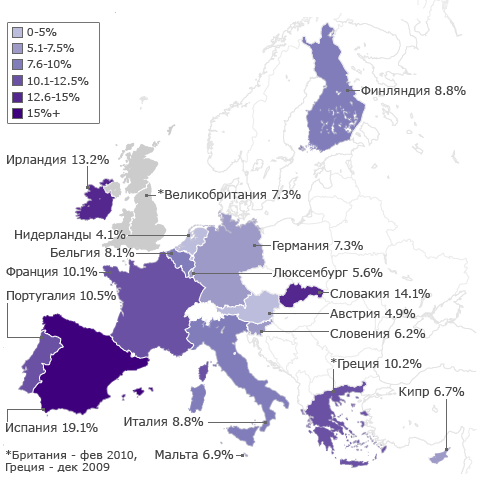 0-5%
5.1-7.5%
7.6-10%
10.1-12.5%
12.6-15%
15%+
Финляндия 8.8%
Ирландия 13.2%
*Великобритания 7.3%
Нидерланды 4.1%
Бельгия 8.1%
Германия 7.3%
Франция 10.1%
Люксембург 5.6%
Португалия 10.5%
Словакия 14.1%
Австрия 4.9%
Словения 6.2%
*Греция 10.2%
Кипр 6.7%
Италия 8.8%
Испания 19.1%
Мальта 6.9%
*Британия - фев 2010,
Греция - дек 2009